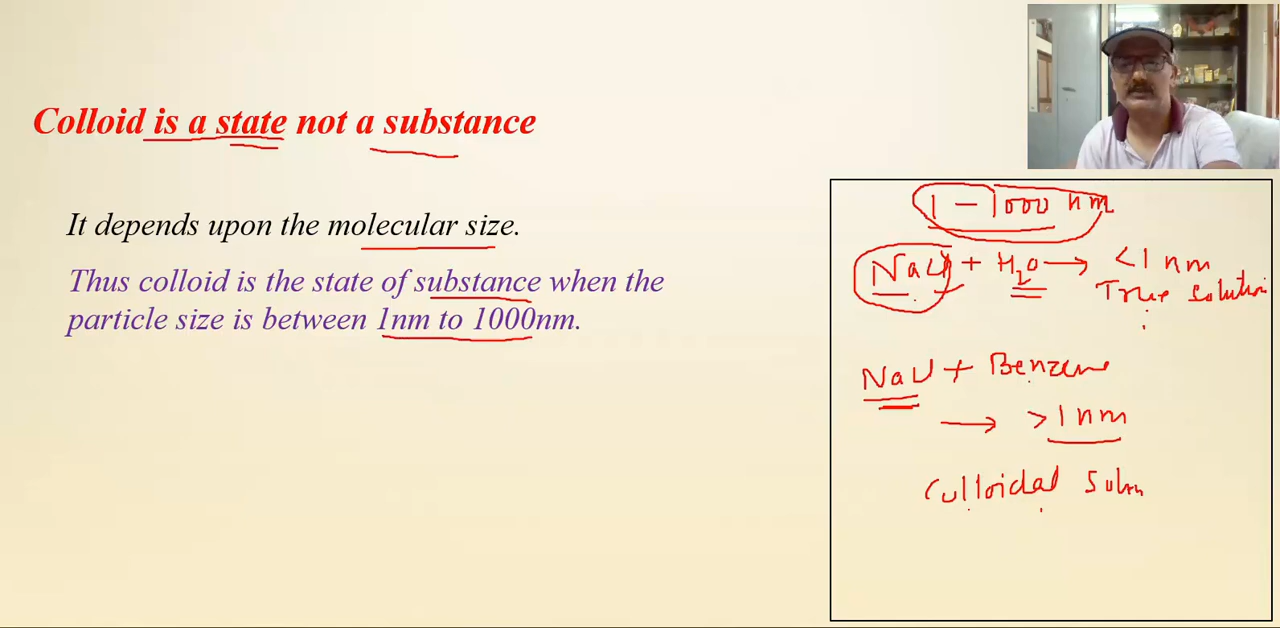 Colloid is a state not a substance
It depends upon the molecular size.
Thus colloid is the state of substance when the
particle size is between 1nm to 1000nm.
1 - 1000 nm
NaCl + H2O → <1 nm
True solution
NaCl + Benzene
→ >1 nm
Colloidal Soln